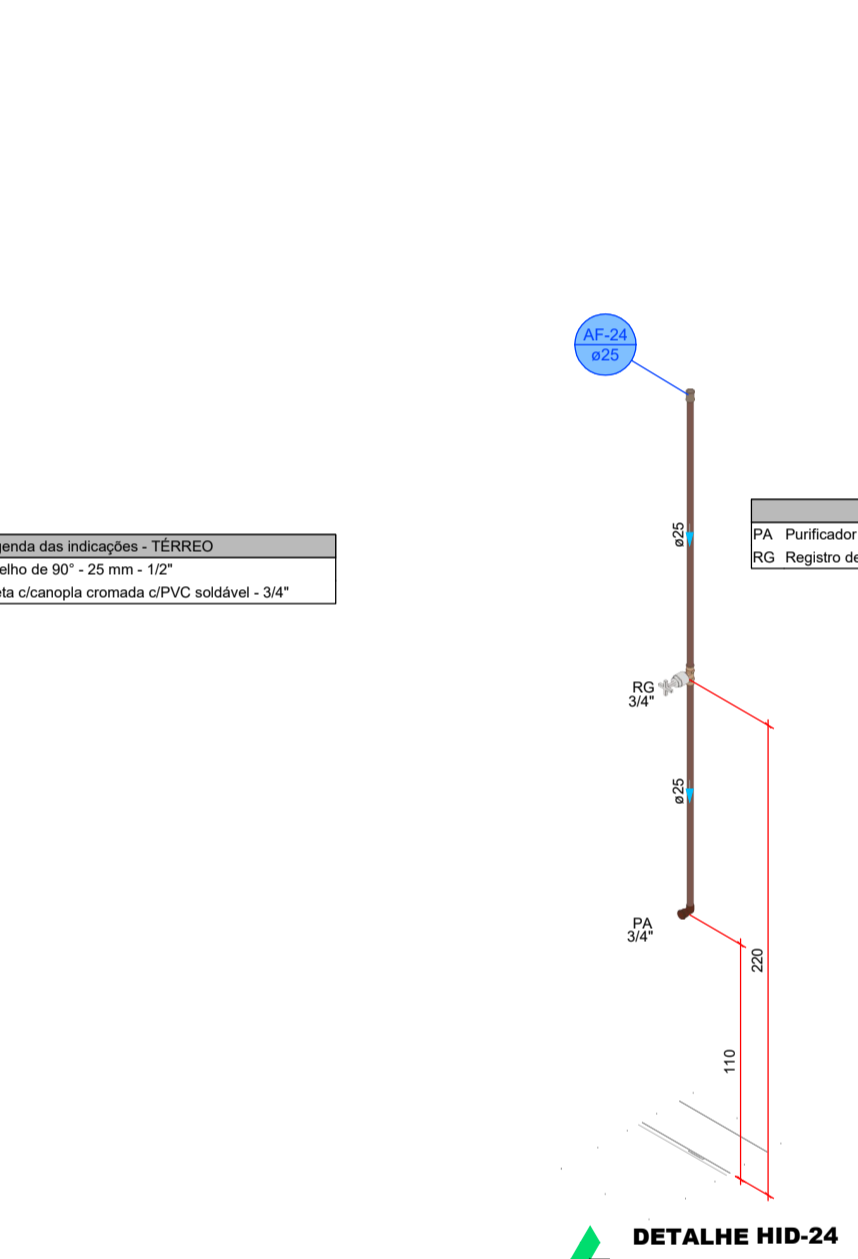 AF-24
ø25
ø25
PA Purificador
RG Registro de
genda das indicações - TÉRREO
elho de 90° - 25 mm - 1/2"
eta c/canopla cromada c/PVC soldável - 3/4"
RG
3/4"
ø25
PA
3/4"
220
110
DETALHE HID-24